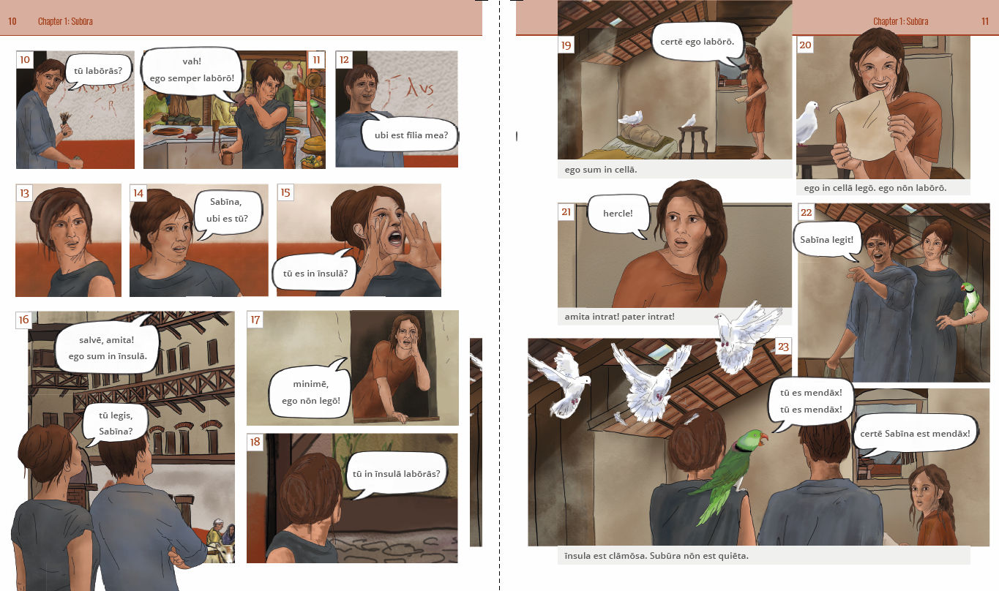 10 Chapter 1: Subūra
10
tū labōrās?
11
vah!
ego semper labōrō!
12
ubi est fīlia mea?
13
14
Sabīna,
ubi es tū?
15
tū es in īnsulā?
16
salvē, amita!
ego sum in īnsulā.
tū legis,
Sabīna?
17
minimē,
ego nōn legō!
18
tū in īnsulā labōrās?
Chapter 1: Subūra 11
19
certē ego labōrō.
ego sum in cellā.
20
ego in cellā legō. ego nōn labōrō.
21
hercle!
amita intrat! pater intrat!
22
Sabīna legit!
23
tū es mendāx!
tū es mendāx!
certē Sabīna est mendāx!
īnsula est clāmōsa. Subūra nōn est quiēta.